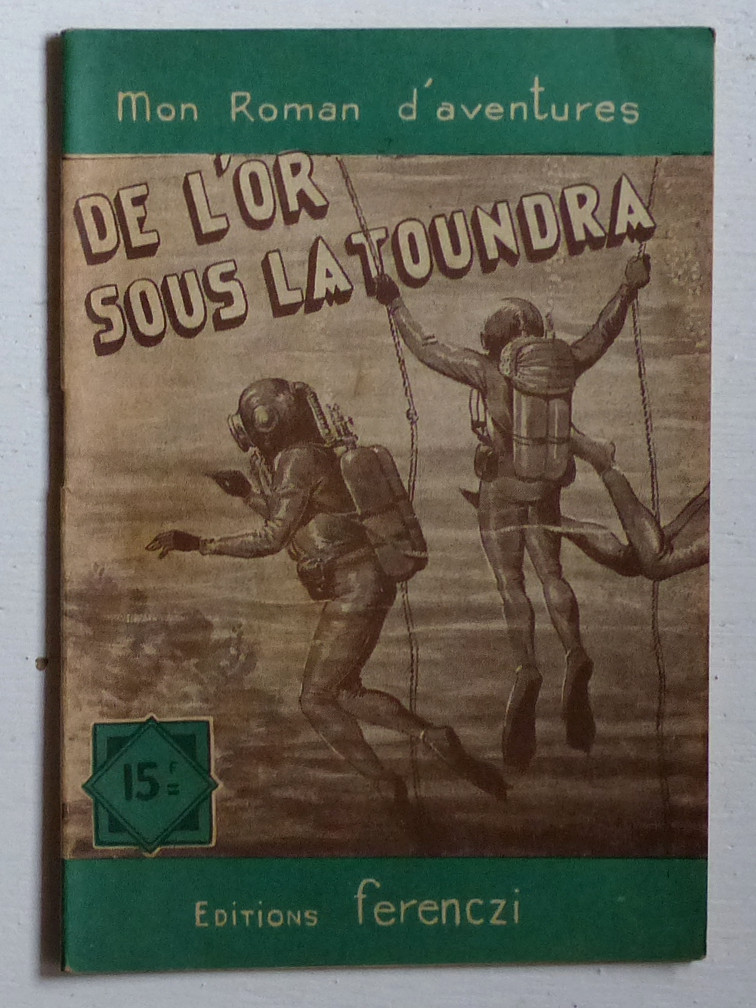 Mon Roman d'aventures
DE L'OR
SOUS LA TOUNDRA
15F
EDITIONS ferenczi